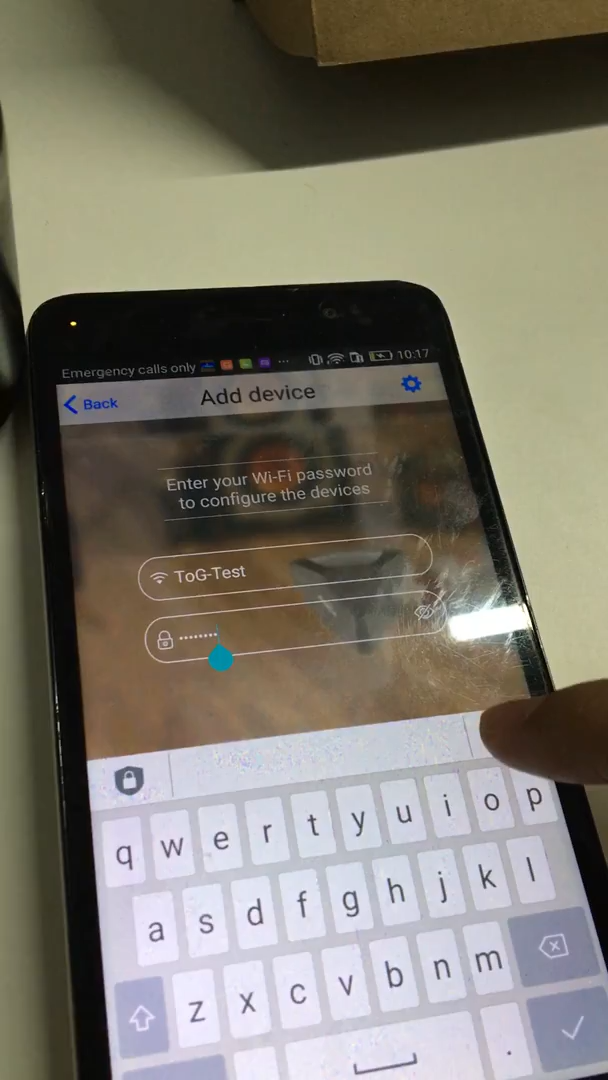 Emergency calls only ... 10:17
Back
Add device
Enter your Wi-Fi password
to configure the devices
ToG-Test
••••••••
q w e r t y u i o p
a s d f g h j k l
z x c v b n m
.